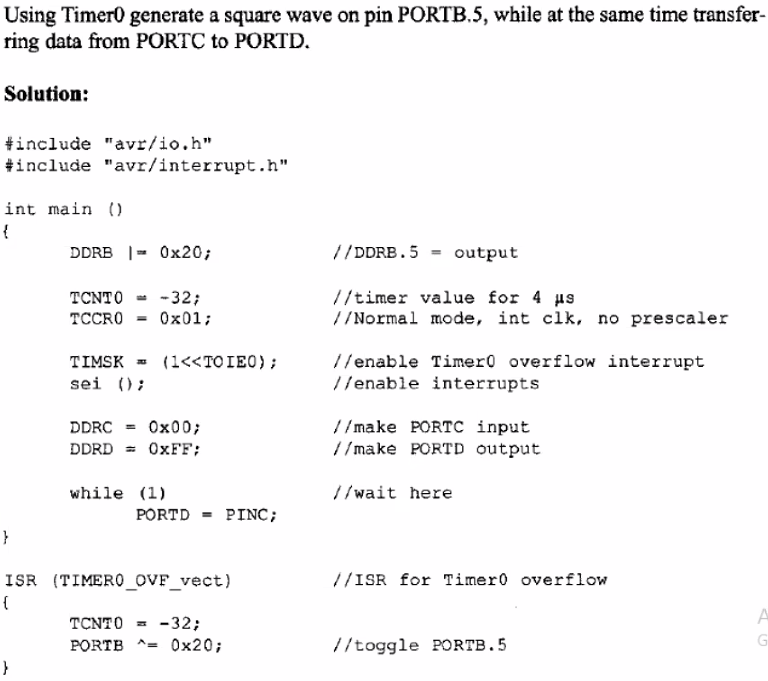 Using Timer0 generate a square wave on pin PORTB.5, while at the same time transfer-
ring data from PORTC to PORTD.
Solution:
#include "avr/io.h"
#include "avr/interrupt.h"
int main ()
{
DDRB |= 0x20; //DDRB.5 = output
TCNT0 = -32; //timer value for 4 µs
TCCR0 = 0x01; //Normal mode, int clk, no prescaler
TIMSK = (1<<TOIE0); //enable Timer0 overflow interrupt
sei (); //enable interrupts
DDRC = 0x00; //make PORTC input
DDRD = 0xFF; //make PORTD output
while (1) //wait here
PORTD = PINC;
}
ISR (TIMER0_OVF_vect) //ISR for Timer0 overflow
{
TCNT0 = -32;
PORTB ^= 0x20; //toggle PORTB.5
}
A
G